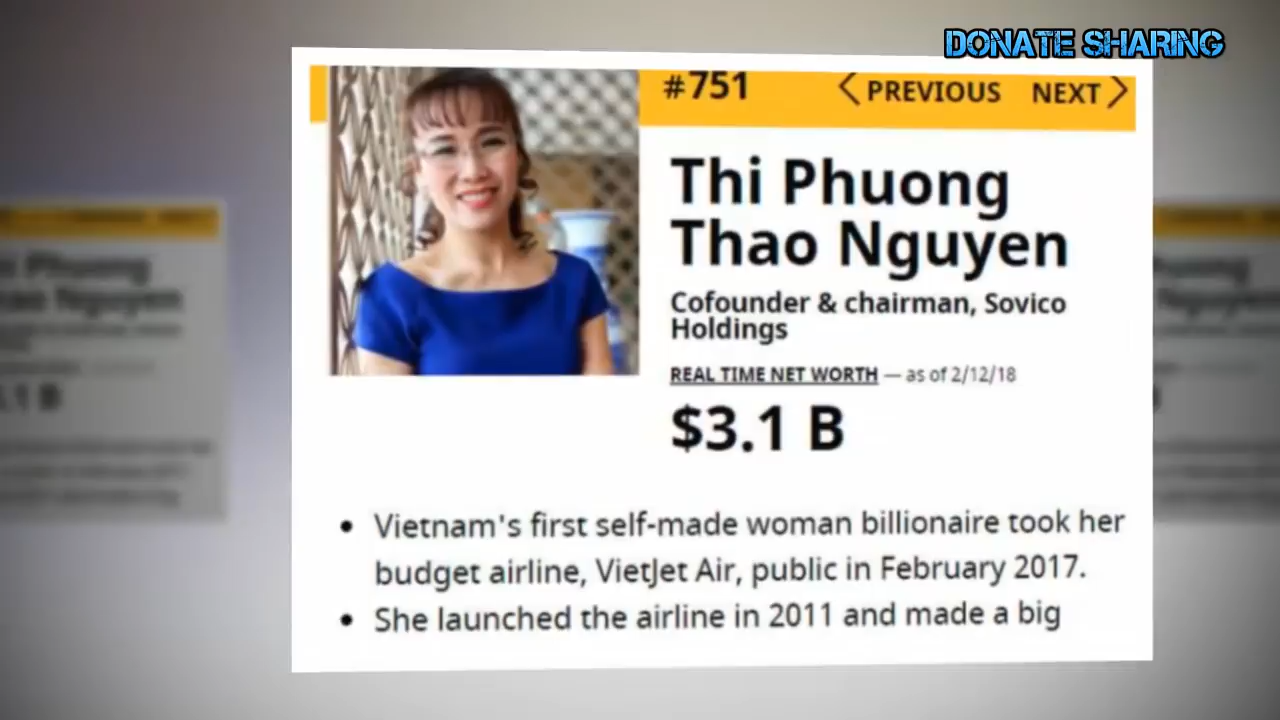 DONATE SHARING
#751
PREVIOUS NEXT
Thi Phuong
Thao Nguyen
Cofounder & chairman, Sovico
Holdings
REAL TIME NET WORTH — as of 2/12/18
$3.1 B
• Vietnam's first self-made woman billionaire took her
budget airline, VietJet Air, public in February 2017.
• She launched the airline in 2011 and made a big